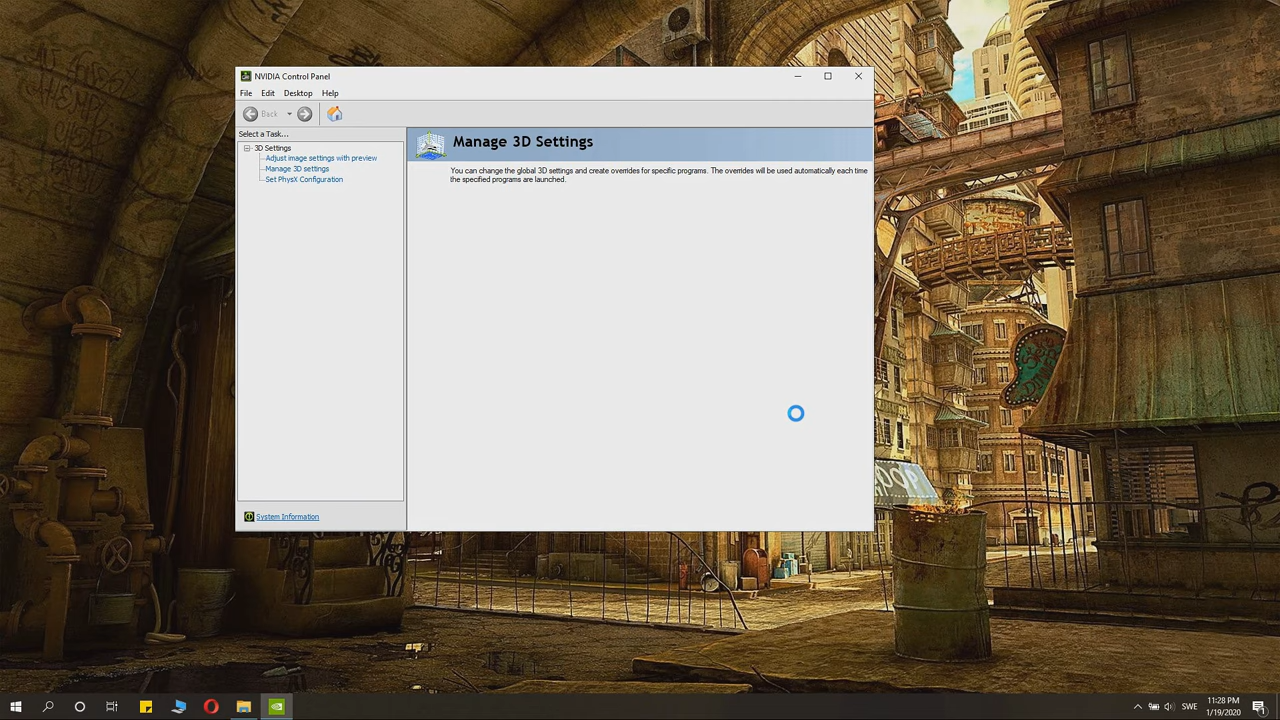 NVIDIA Control Panel
File Edit Desktop Help
Back
Select a Task...
3D Settings
Adjust image settings with preview
Manage 3D settings
Set PhysX Configuration
System Information
Manage 3D Settings
You can change the global 3D settings and create overrides for specific programs. The overrides will be used automatically each time
the specified programs are launched.
SWE
11:28 PM
1/19/2020
1